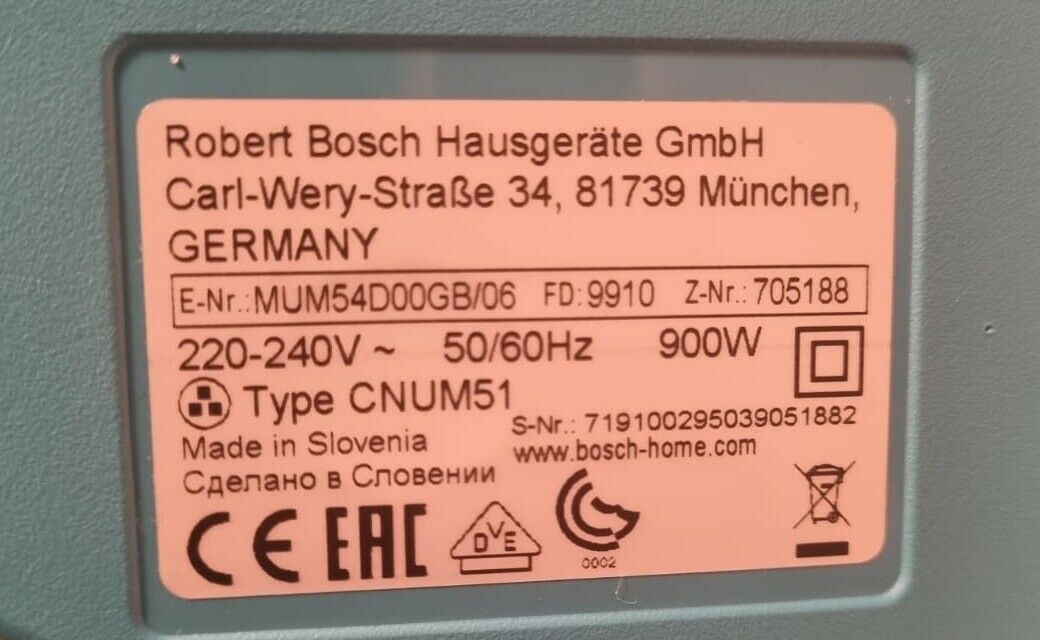 Robert Bosch Hausgeräte GmbH
Carl-Wery-Straße 34, 81739 München,
GERMANY
E-Nr.:MUM54D00GB/06 FD:9910 Z-Nr.:705188
220-240V ~ 50/60Hz 900W
Type CNUM51
S-Nr.: 719100295039051882
Made in Slovenia
www.bosch-home.com
Сделано в Словении
CE EAC DVE
0002